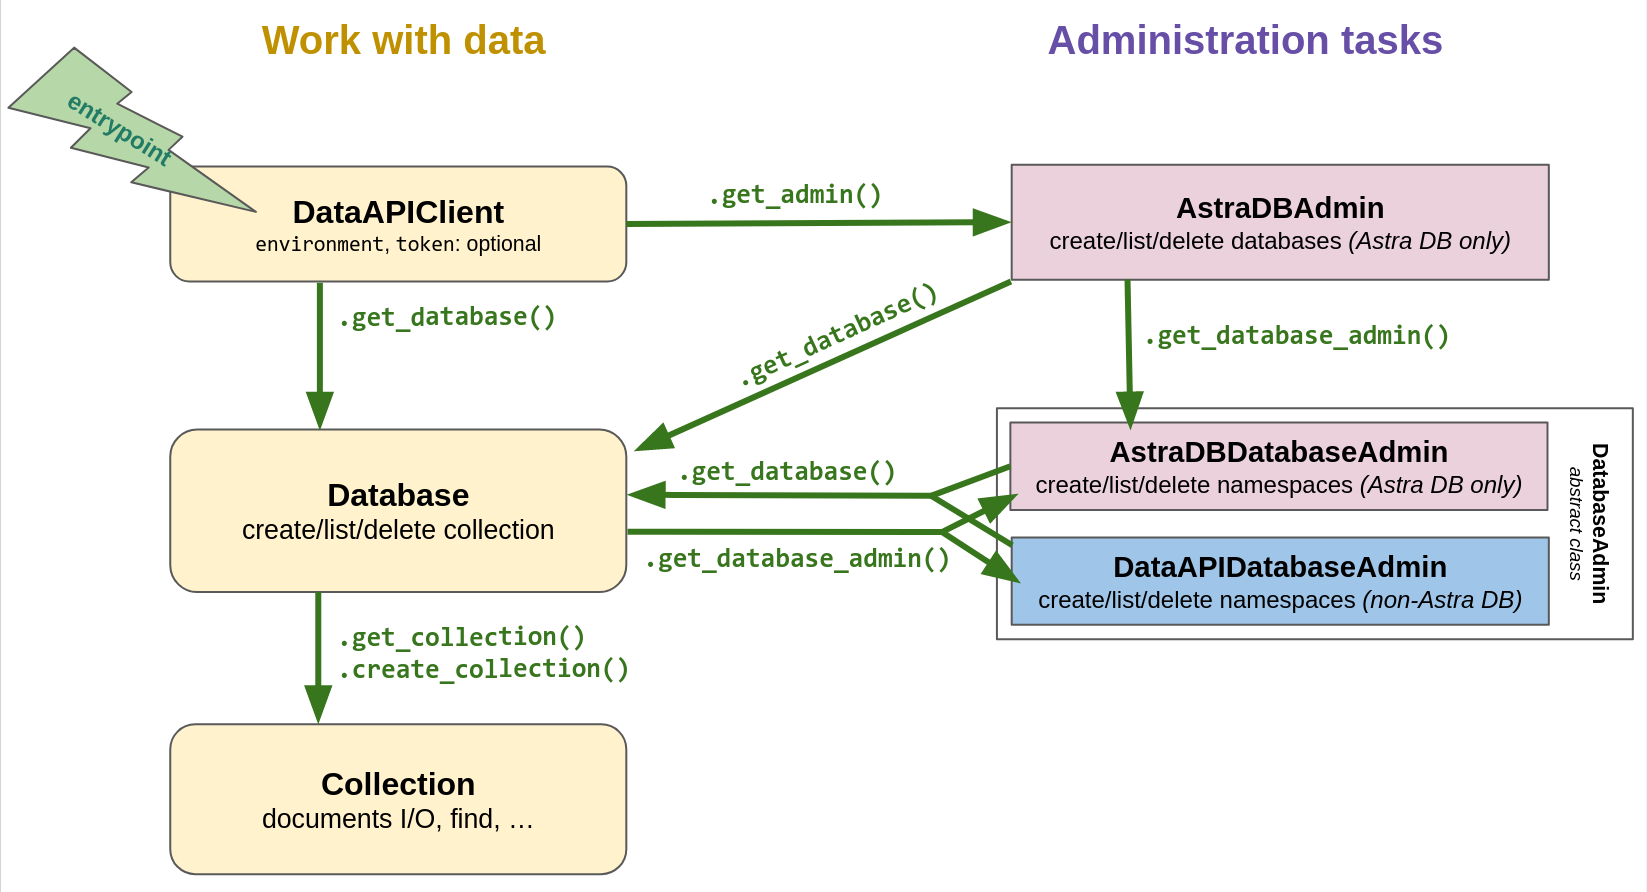 Work with data
Administration tasks
entrypoint
DataAPIClient
environment, token: optional
.get_admin()
AstraDBAdmin
create/list/delete databases (Astra DB only)
.get_database()
.get_database()
.get_database_admin()
Database
create/list/delete collection
.get_database()
.get_database_admin()
AstraDBDatabaseAdmin
create/list/delete namespaces (Astra DB only)
DataAPIDatabaseAdmin
create/list/delete namespaces (non-Astra DB)
DatabaseAdmin
abstract class
.get_collection()
.create_collection()
Collection
documents I/O, find, …